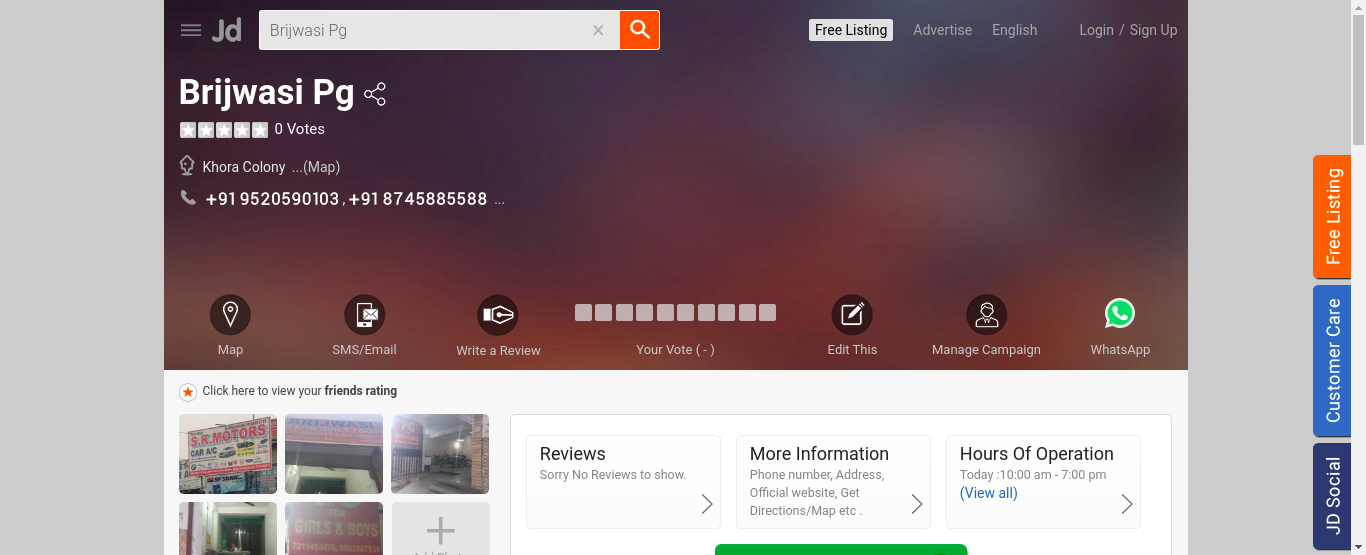 Jd
Brijwasi Pg
Free Listing
Advertise
English
Login / Sign Up
Brijwasi Pg
0 Votes
Khora Colony ...(Map)
+91 9520590103 , +91 8745885588 ...
Map
SMS/Email
Write a Review
Your Vote ( - )
Edit This
Manage Campaign
WhatsApp
Click here to view your friends rating
S.K.MOTORS
CAR A/C
FOR
GIRLS & BOYS
Reviews
Sorry No Reviews to show.
More Information
Phone number, Address,
Official website, Get
Directions/Map etc .
Hours Of Operation
Today :10:00 am - 7:00 pm
(View all)
Free Listing
Customer Care
JD Social